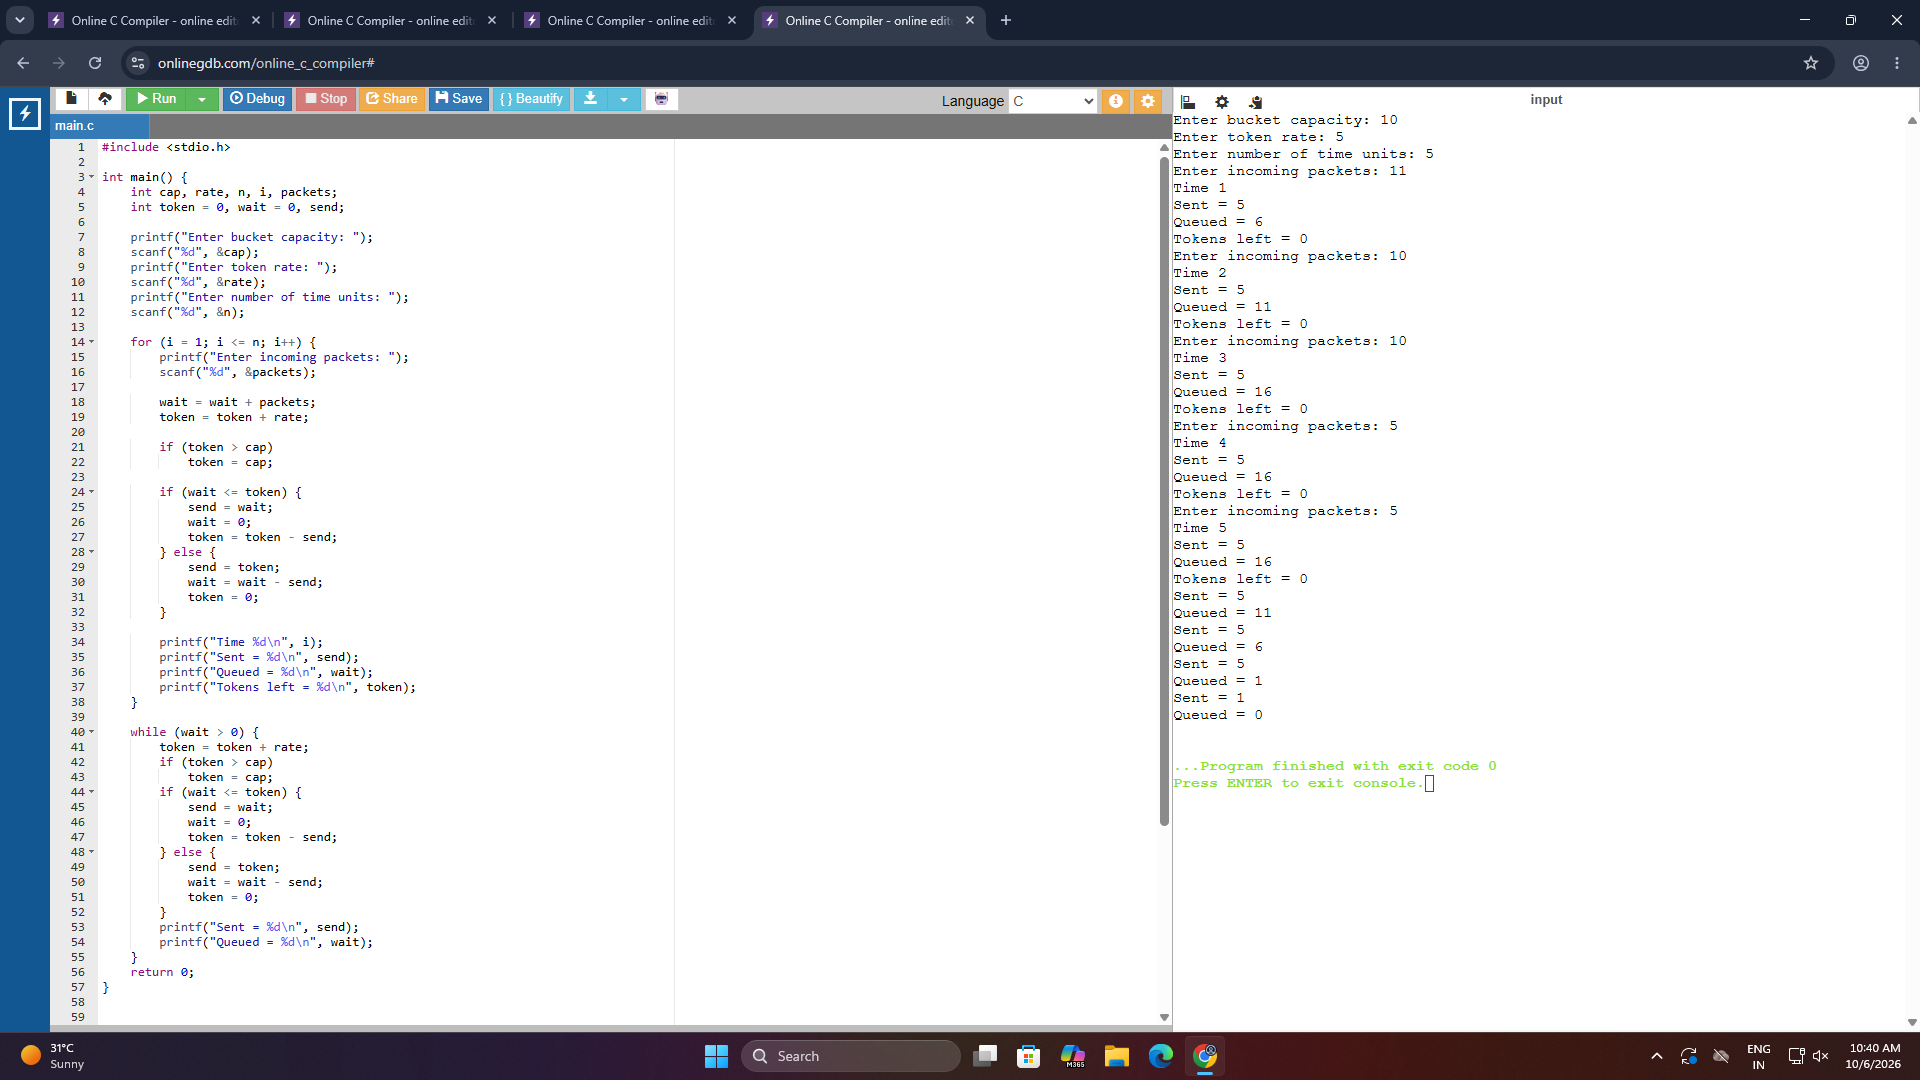 Online C Compiler - online edit
Online C Compiler - online edit
Online C Compiler - online edit
Online C Compiler - online edit
onlinegdb.com/online_c_compiler#
Run
Debug
Stop
Share
Save
{ } Beautify
Language C
input
main.c
1 #include <stdio.h>
2
3 int main() {
4     int cap, rate, n, i, packets;
5     int token = 0, wait = 0, send;
6
7     printf("Enter bucket capacity: ");
8     scanf("%d", &cap);
9     printf("Enter token rate: ");
10     scanf("%d", &rate);
11     printf("Enter number of time units: ");
12     scanf("%d", &n);
13
14     for (i = 1; i <= n; i++) {
15         printf("Enter incoming packets: ");
16         scanf("%d", &packets);
17
18         wait = wait + packets;
19         token = token + rate;
20
21         if (token > cap)
22             token = cap;
23
24         if (wait <= token) {
25             send = wait;
26             wait = 0;
27             token = token - send;
28         } else {
29             send = token;
30             wait = wait - send;
31             token = 0;
32         }
33
34         printf("Time %d\n", i);
35         printf("Sent = %d\n", send);
36         printf("Queued = %d\n", wait);
37         printf("Tokens left = %d\n", token);
38     }
39
40     while (wait > 0) {
41         token = token + rate;
42         if (token > cap)
43             token = cap;
44         if (wait <= token) {
45             send = wait;
46             wait = 0;
47             token = token - send;
48         } else {
49             send = token;
50             wait = wait - send;
51             token = 0;
52         }
53         printf("Sent = %d\n", send);
54         printf("Queued = %d\n", wait);
55     }
56     return 0;
57 }
58
59
Enter bucket capacity: 10
Enter token rate: 5
Enter number of time units: 5
Enter incoming packets: 11
Time 1
Sent = 5
Queued = 6
Tokens left = 0
Enter incoming packets: 10
Time 2
Sent = 5
Queued = 11
Tokens left = 0
Enter incoming packets: 10
Time 3
Sent = 5
Queued = 16
Tokens left = 0
Enter incoming packets: 5
Time 4
Sent = 5
Queued = 16
Tokens left = 0
Enter incoming packets: 5
Time 5
Sent = 5
Queued = 16
Tokens left = 0
Sent = 5
Queued = 11
Sent = 5
Queued = 6
Sent = 5
Queued = 1
Sent = 1
Queued = 0
...Program finished with exit code 0
Press ENTER to exit console.
31°C
Sunny
Search
M365
ENG
IN
10:40 AM
10/6/2026